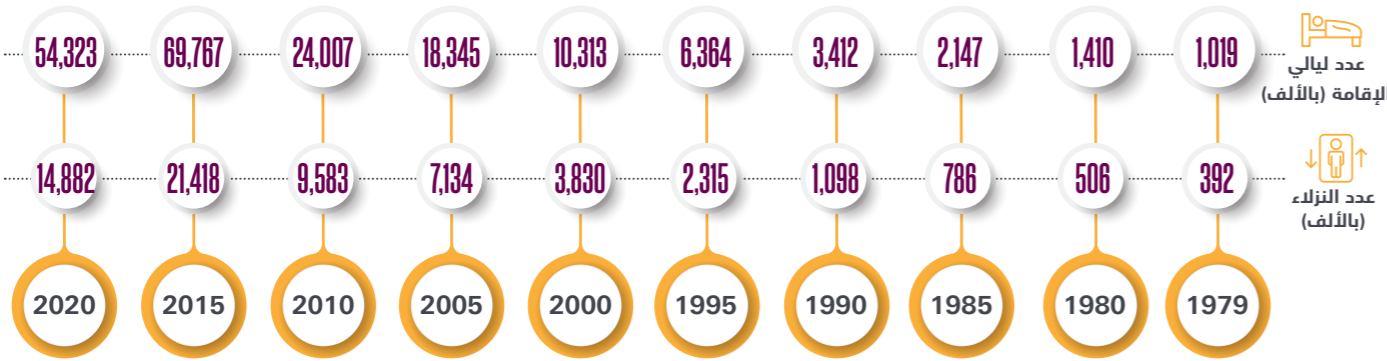 عدد ليالي
الإقامة (بالألف)
1,019 1,410 2,147 3,412 6,364 10,313 18,345 24,007 69,767 54,323
عدد النزلاء
(بالألف)
392 506 786 1,098 2,315 3,830 7,134 9,583 21,418 14,882
1979 1980 1985 1990 1995 2000 2005 2010 2015 2020